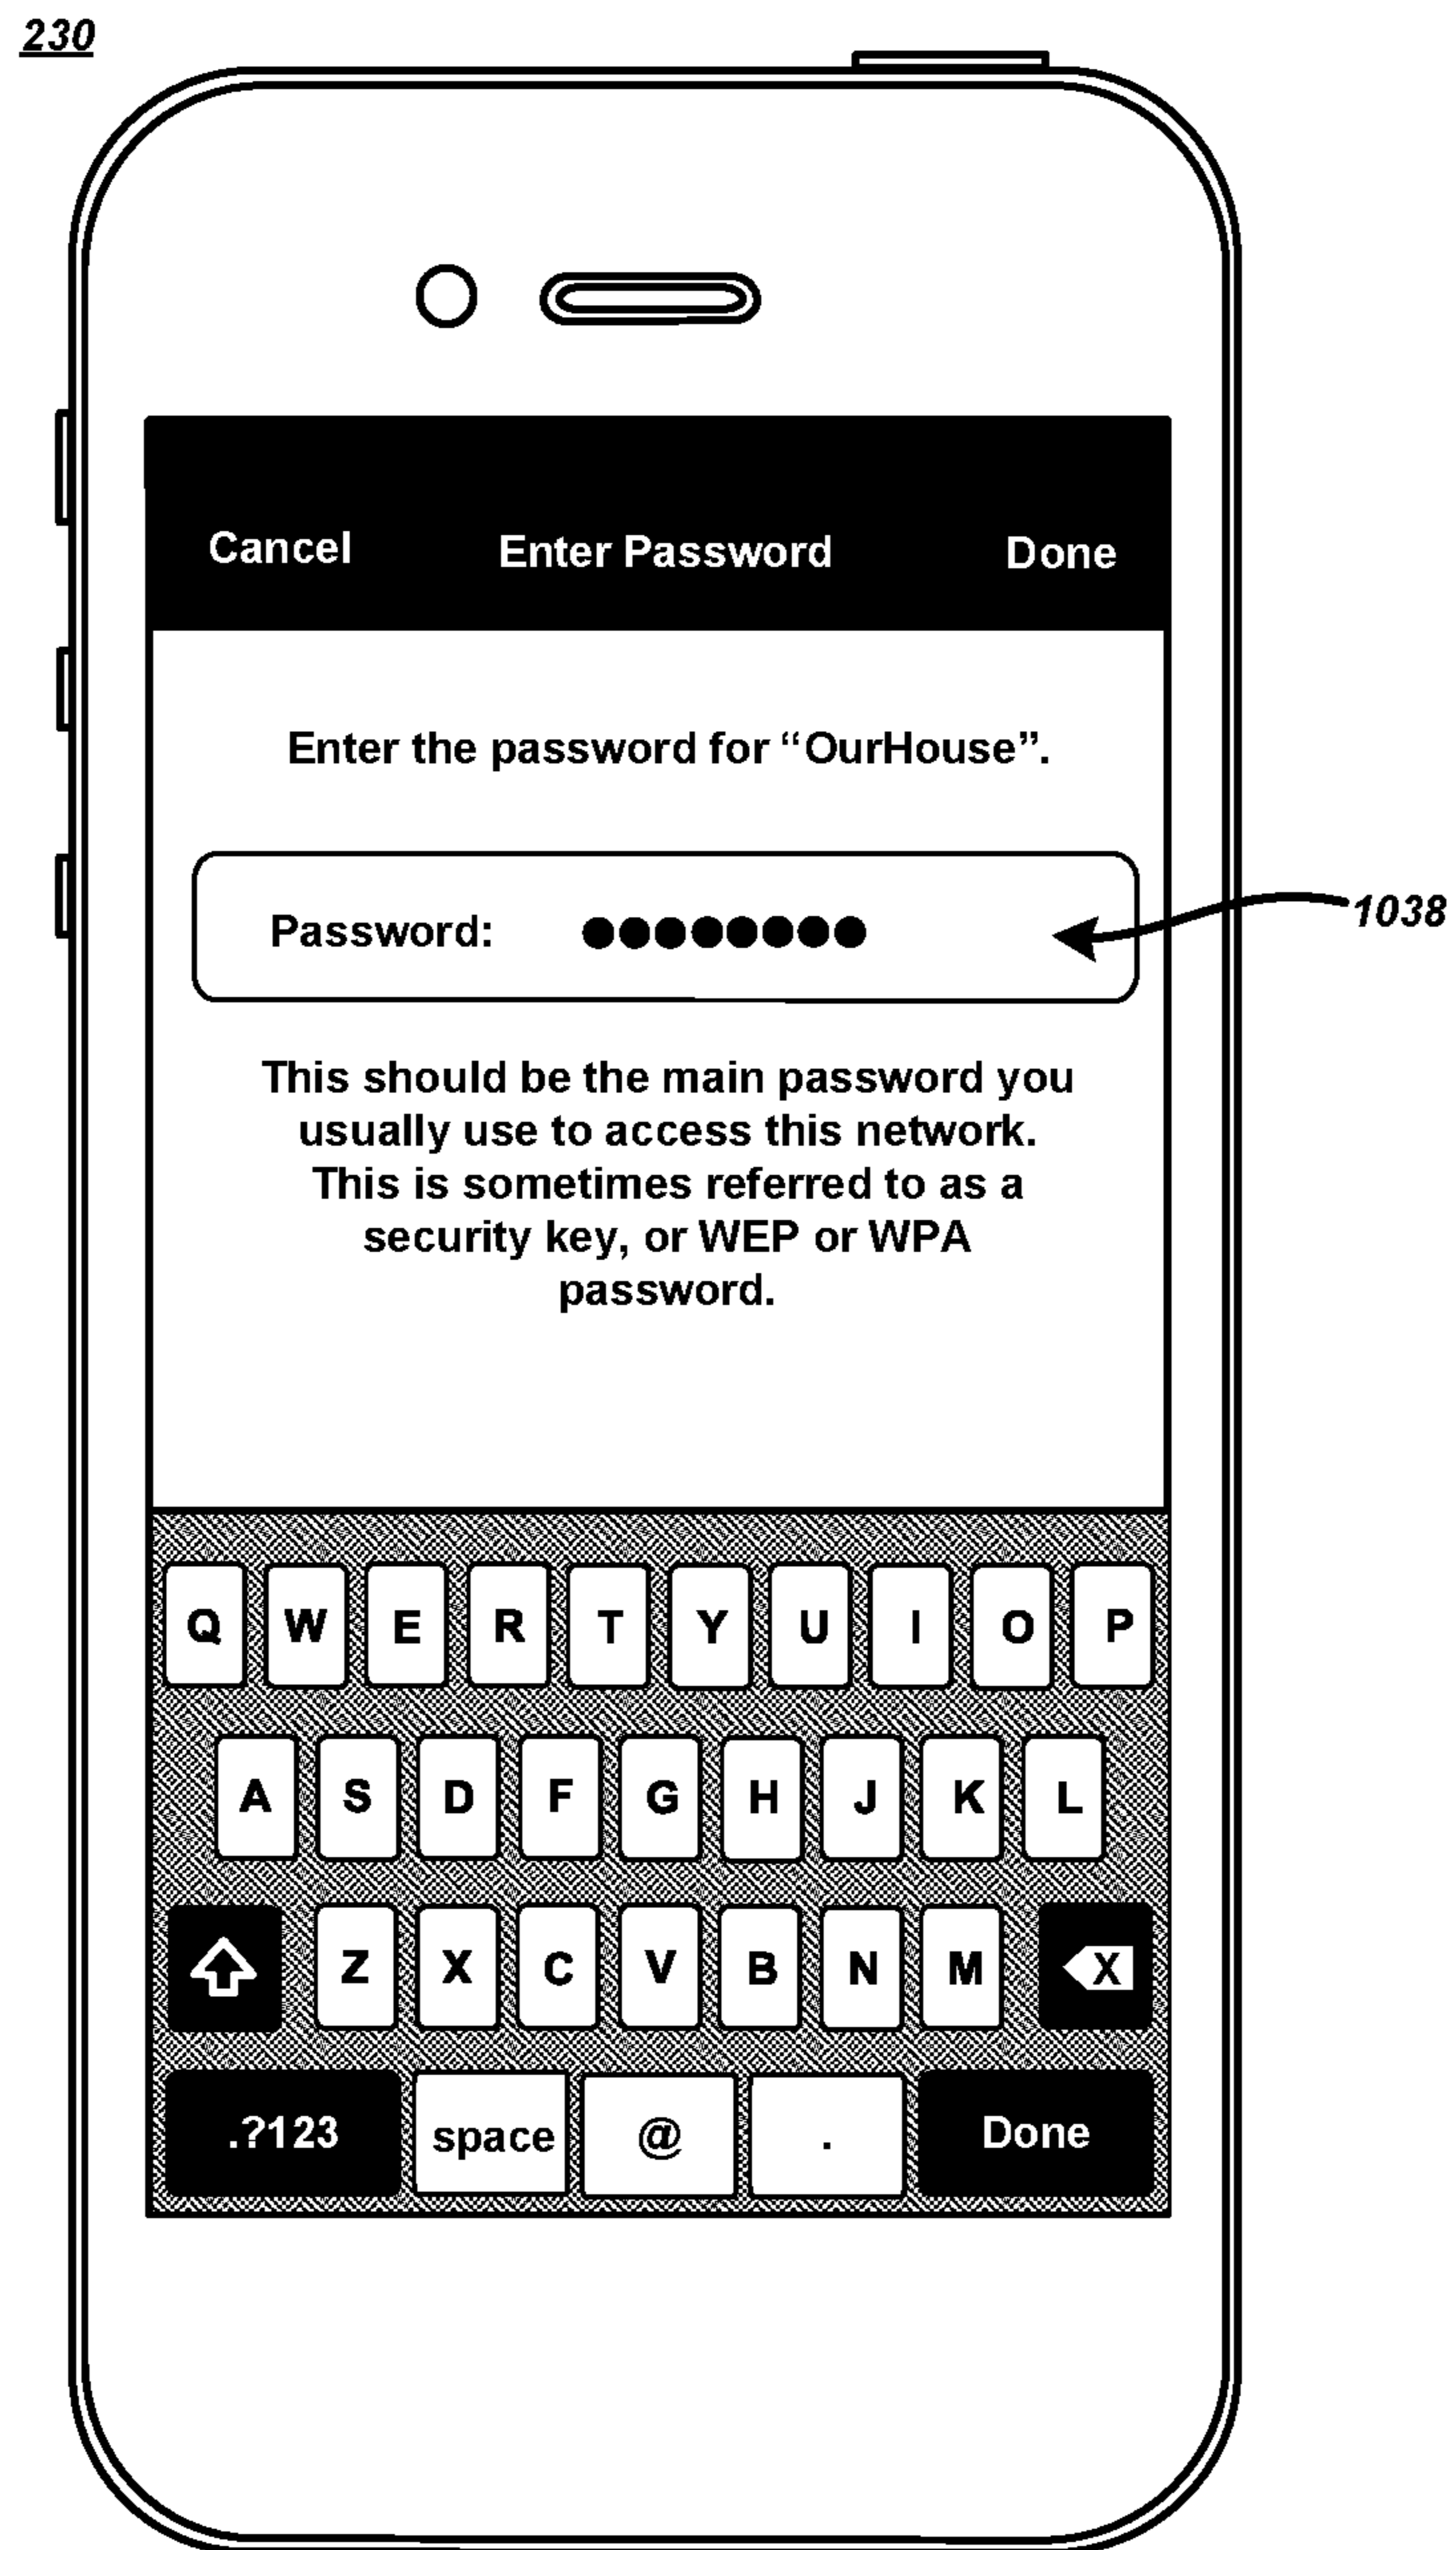 230
Cancel Enter Password Done
Enter the password for “OurHouse”.
Password: ●●●●●●●●
1038
This should be the main password you
usually use to access this network.
This is sometimes referred to as a
security key, or WEP or WPA
password.
Q W E R T Y U I O P
A S D F G H J K L
Z X C V B N M X
.?123 space @ . Done